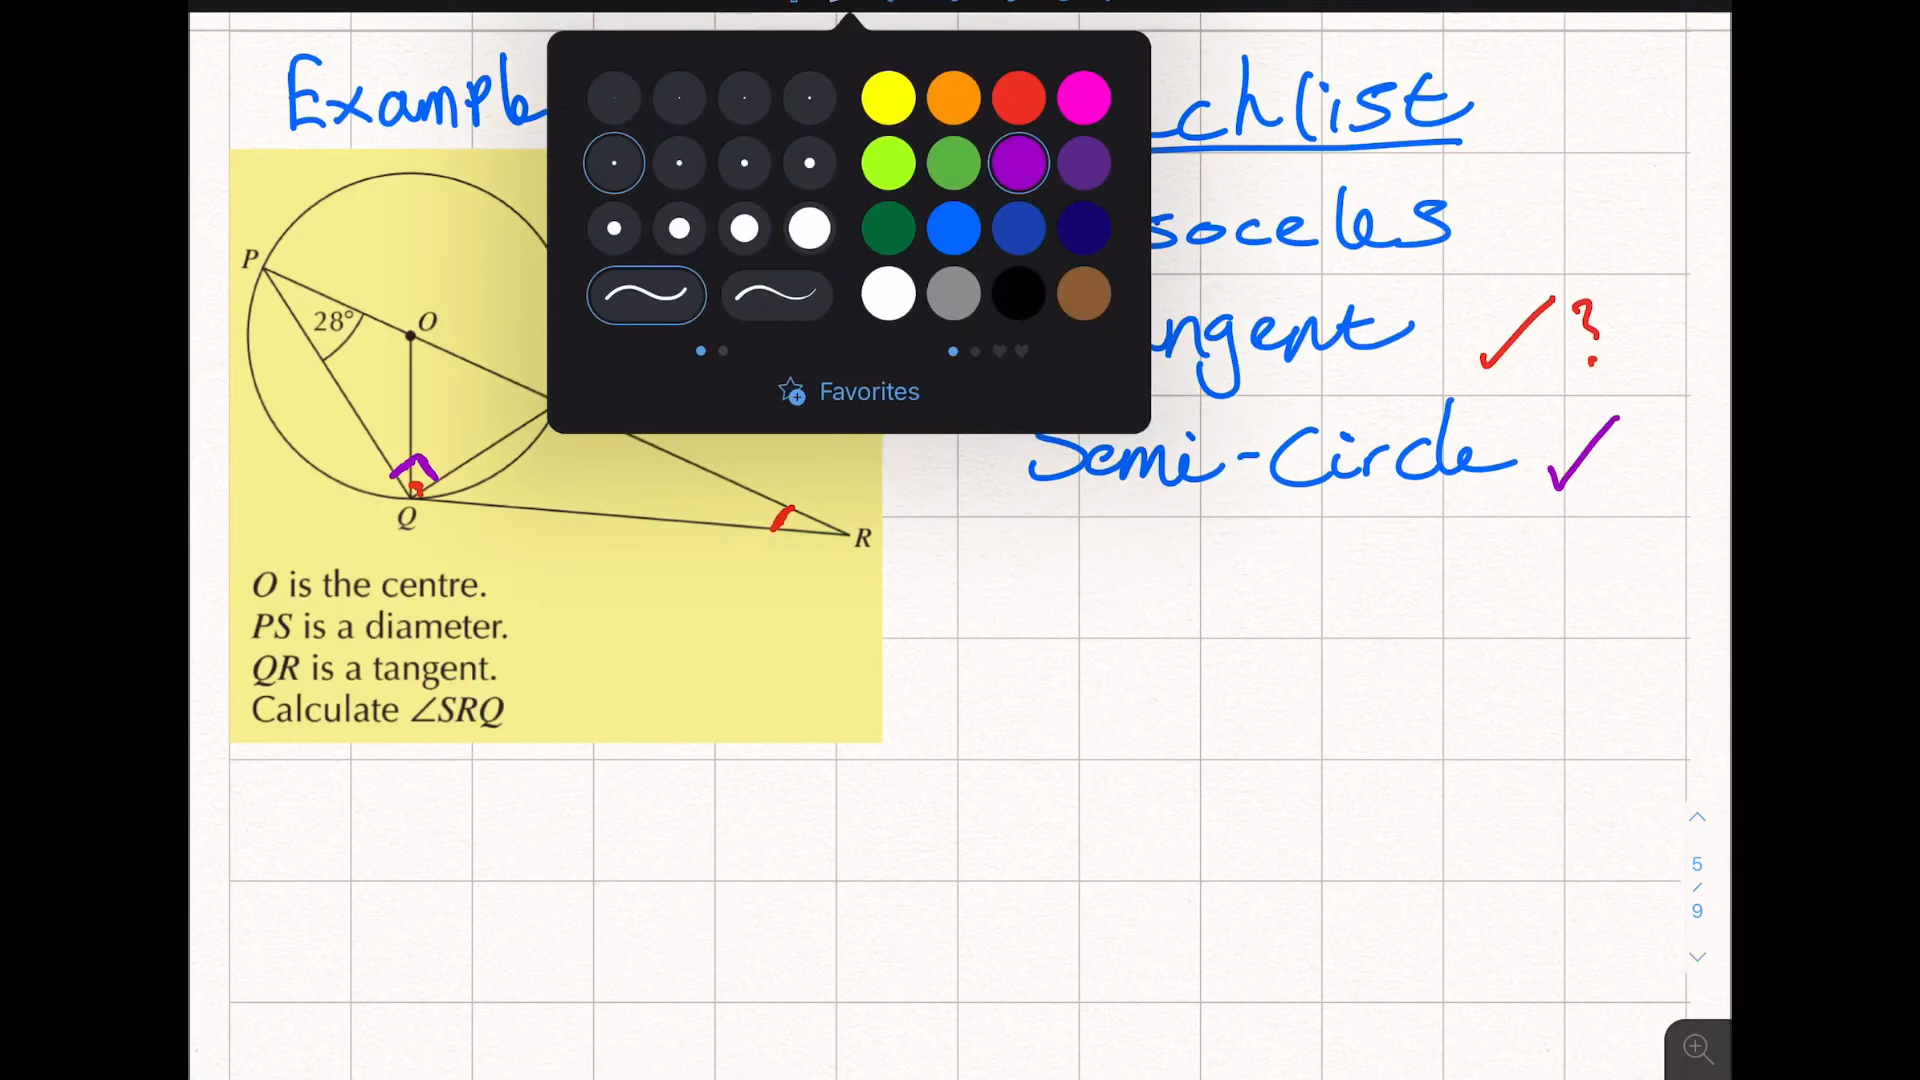 Exampl
chlist
soceles
ngent ?
Semi-Circle
P
28°
O
Q
R
O is the centre.
PS is a diameter.
QR is a tangent.
Calculate ∠SRQ
Favorites
5
/
9